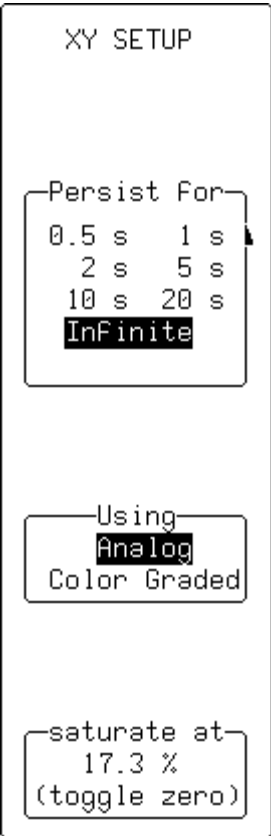 XY SETUP
Persist For
0.5 s 1 s
2 s 5 s
10 s 20 s
Infinite
Using
Analog
Color Graded
saturate at
17.3 %
(toggle zero)